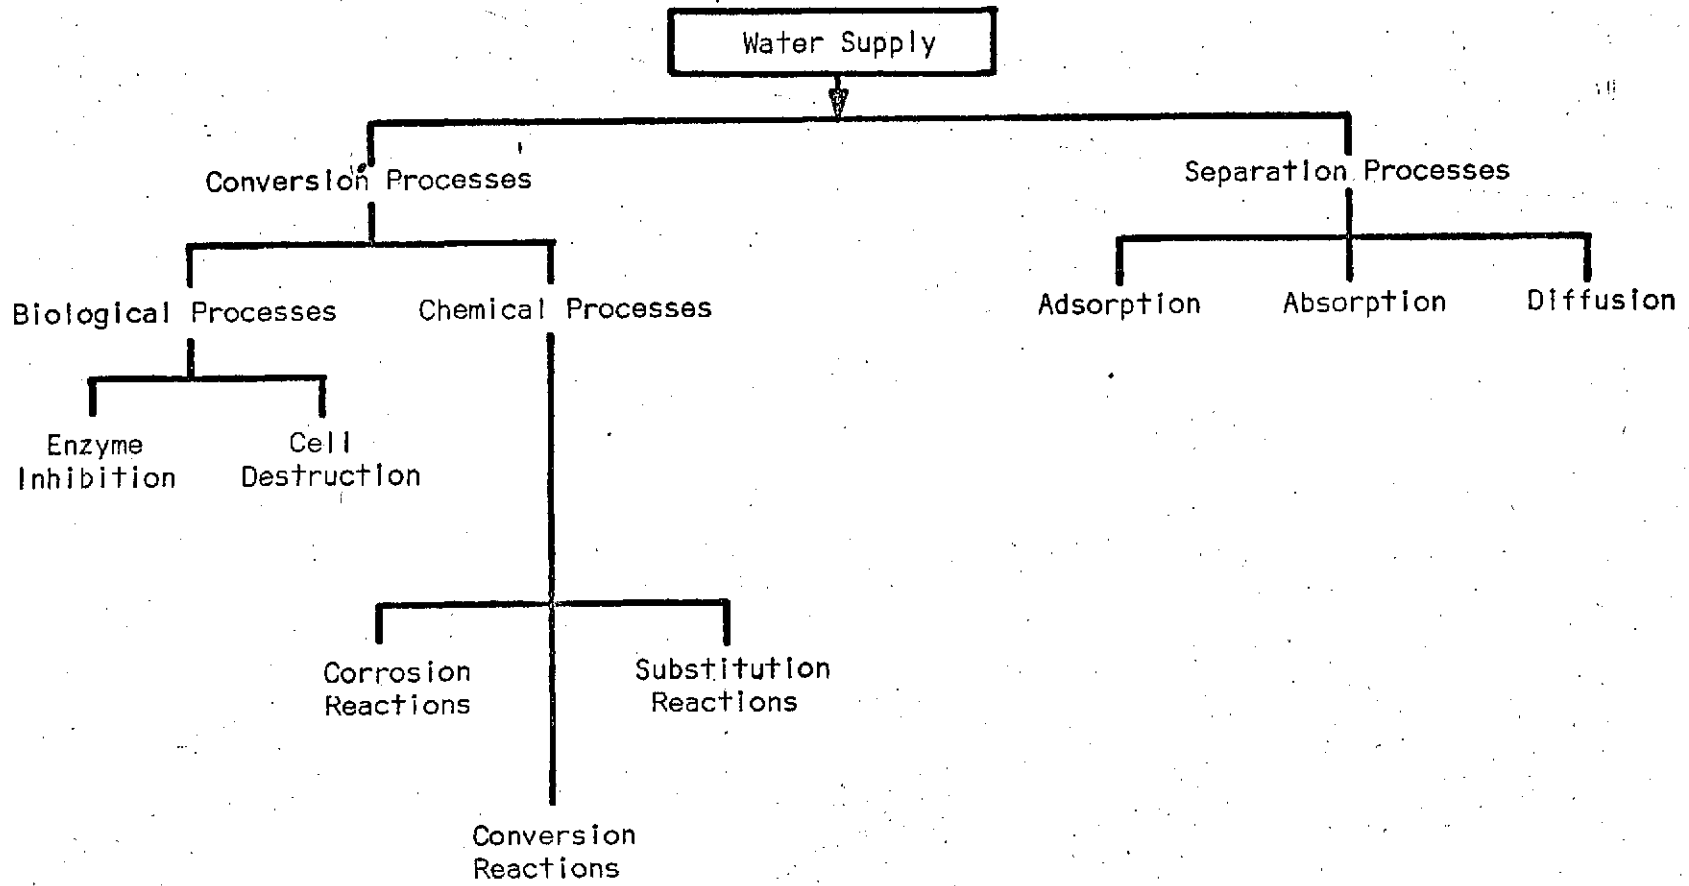 Water Supply
Conversion Processes
Separation Processes
Biological Processes
Chemical Processes
Adsorption
Absorption
Diffusion
Enzyme
Inhibition
Cell
Destruction
Corrosion
Reactions
Substitution
Reactions
Conversion
Reactions